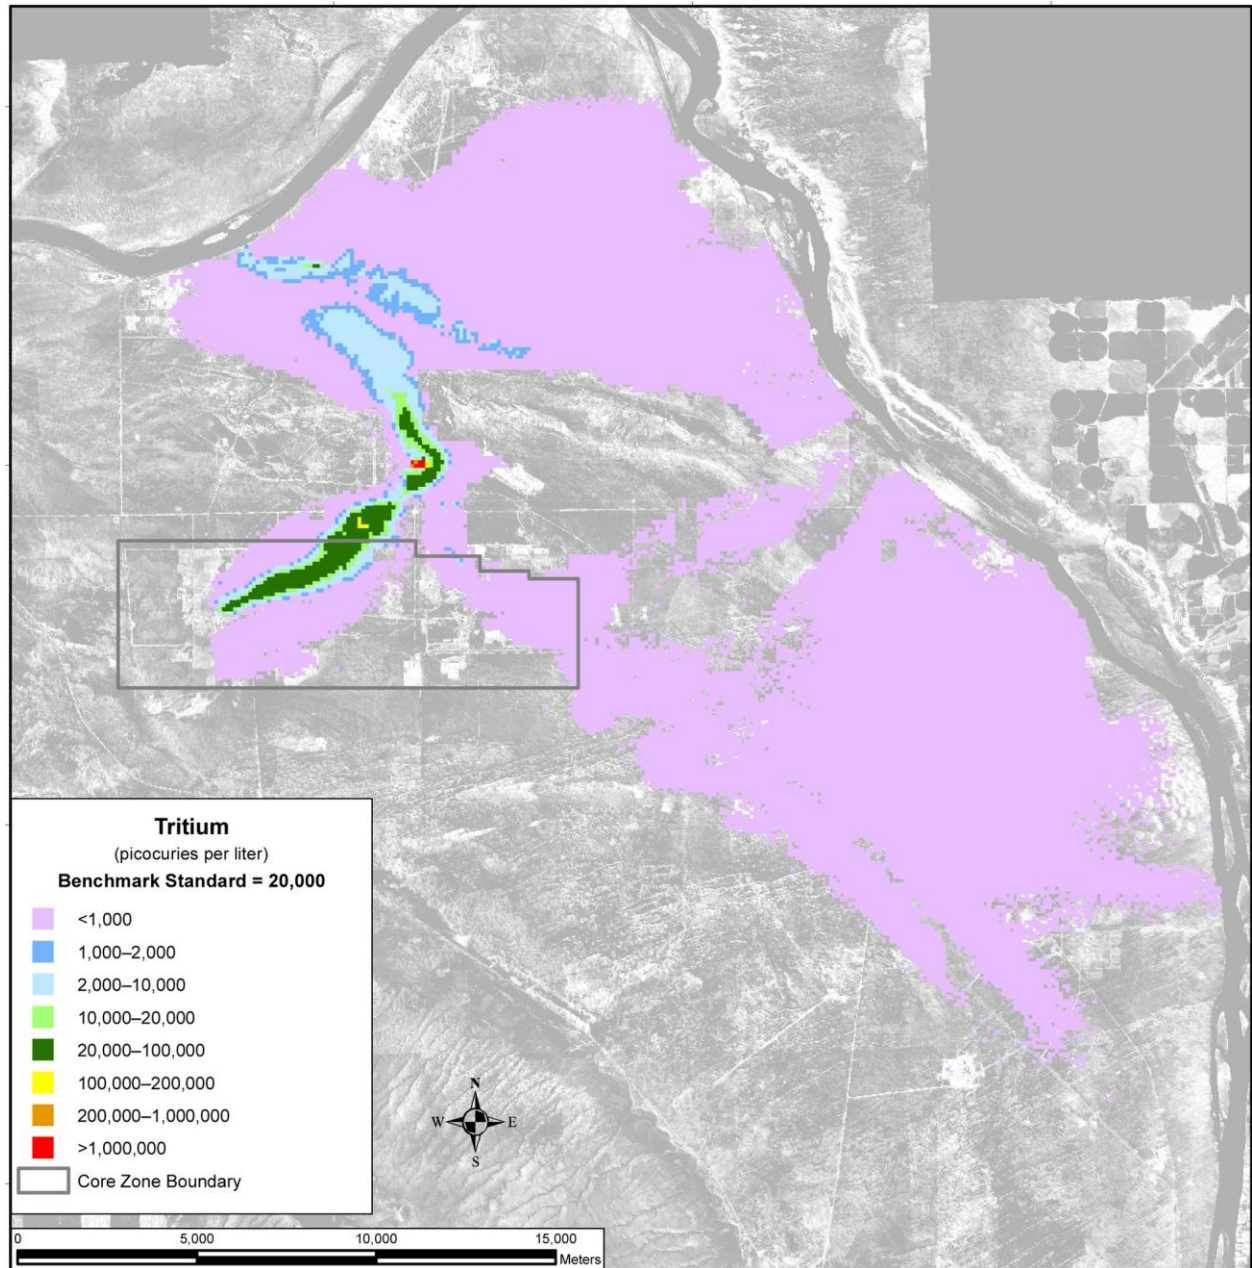 Tritium
(picocuries per liter)
Benchmark Standard = 20,000
<1,000
1,000–2,000
2,000–10,000
10,000–20,000
20,000–100,000
100,000–200,000
200,000–1,000,000
>1,000,000
Core Zone Boundary
N
W E
S
0 5,000 10,000 15,000
Meters